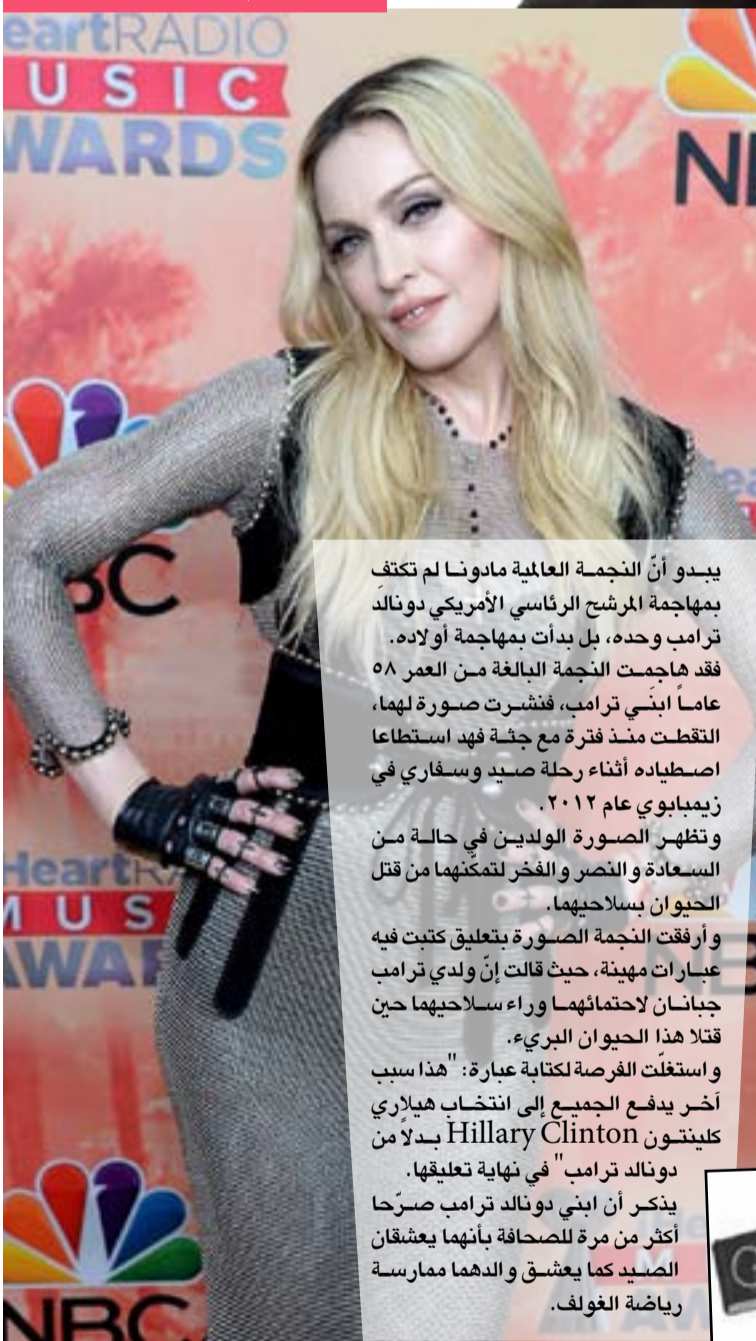 eartRADIO
USIC
WARDS
NB
BC
يبدو أنّ النجمة العالمية مادونا لم تكتفِ
بمهاجمة المرشح الرئاسي الأمريكي دونالد
ترامب وحده، بل بدأت بمهاجمة أولاده.
فقد هاجمت النجمة البالغة من العمر ٥٨
عاماً ابنَي ترامب، فنشرت صورة لهما،
التقطت منذ فترة مع جثة فهد استطاعا
اصطياده أثناء رحلة صيد وسفاري في
زيمبابوي عام ٢٠١٢.
وتظهر الصورة الولدين في حالة من
السعادة والنصر والفخر لتمكّنهما من قتل
الحيوان بسلاحيهما.
وأرفقت النجمة الصورة بتعليق كتبت فيه
عبارات مهينة، حيث قالت إنّ ولدي ترامب
جبانان لاحتمائهما وراء سلاحيهما حين
قتلا هذا الحيوان البريء.
واستغلّت الفرصة لكتابة عبارة: "هذا سبب
آخر يدفع الجميع إلى انتخاب هيلاري
كلينتون Hillary Clinton بدلاً من
دونالد ترامب" في نهاية تعليقها.
يذكر أن ابني دونالد ترامب صرّحا
أكثر من مرة للصحافة بأنهما يعشقان
الصيد كما يعشق والدهما ممارسة
رياضة الغولف.
HeartRA
MUS
AWAR
NBC